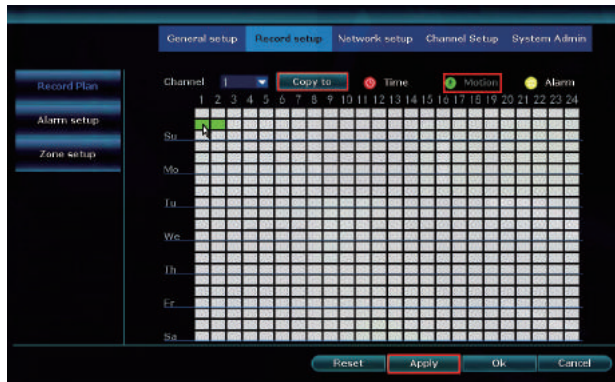 General setup Record setup Network setup Channel Setup System Admin
Record Plan
Channel 1 Copy to Time Motion Alarm
1 2 3 4 5 6 7 8 9 10 11 12 13 14 15 16 17 18 19 20 21 22 23 24
Alarm setup
Su
Zone setup
Mo
Tu
We
Th
Fr
Sa
Reset Apply Ok Cancel